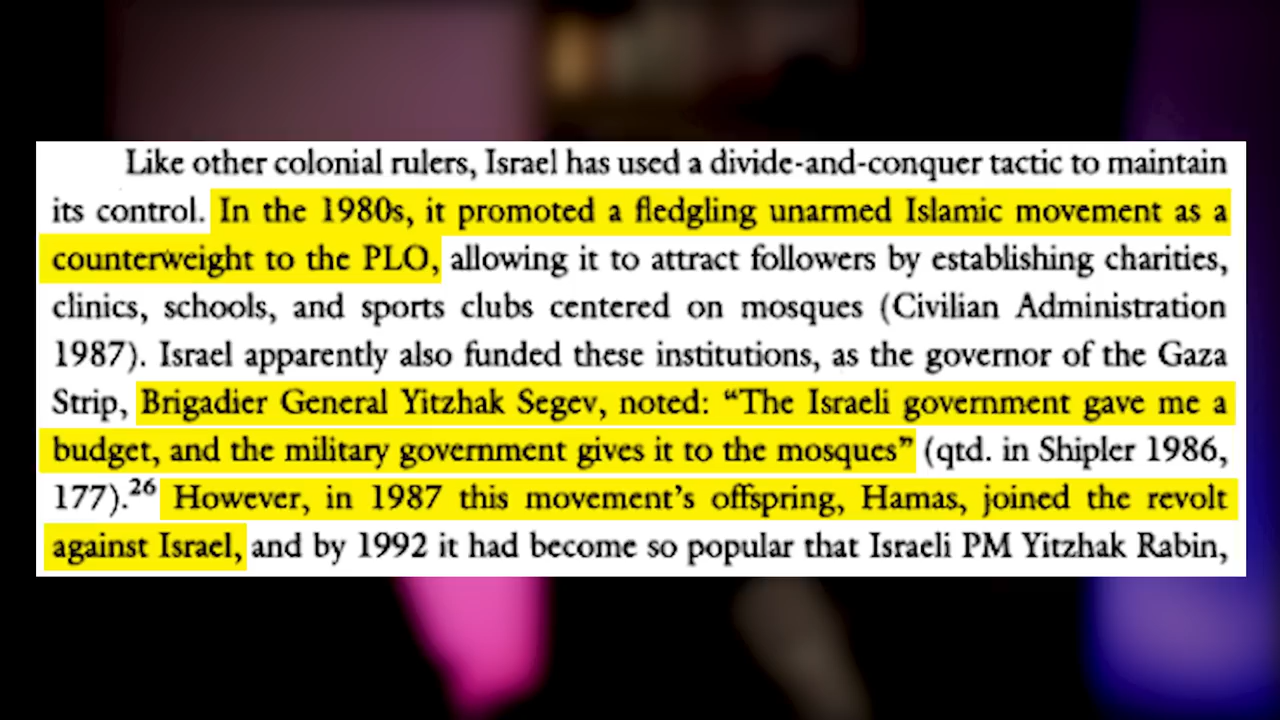 Like other colonial rulers, Israel has used a divide-and-conquer tactic to maintain
its control. In the 1980s, it promoted a fledgling unarmed Islamic movement as a
counterweight to the PLO, allowing it to attract followers by establishing charities,
clinics, schools, and sports clubs centered on mosques (Civilian Administration
1987). Israel apparently also funded these institutions, as the governor of the Gaza
Strip, Brigadier General Yitzhak Segev, noted: “The Israeli government gave me a
budget, and the military government gives it to the mosques” (qtd. in Shipler 1986,
177).²⁶ However, in 1987 this movement’s offspring, Hamas, joined the revolt
against Israel, and by 1992 it had become so popular that Israeli PM Yitzhak Rabin,